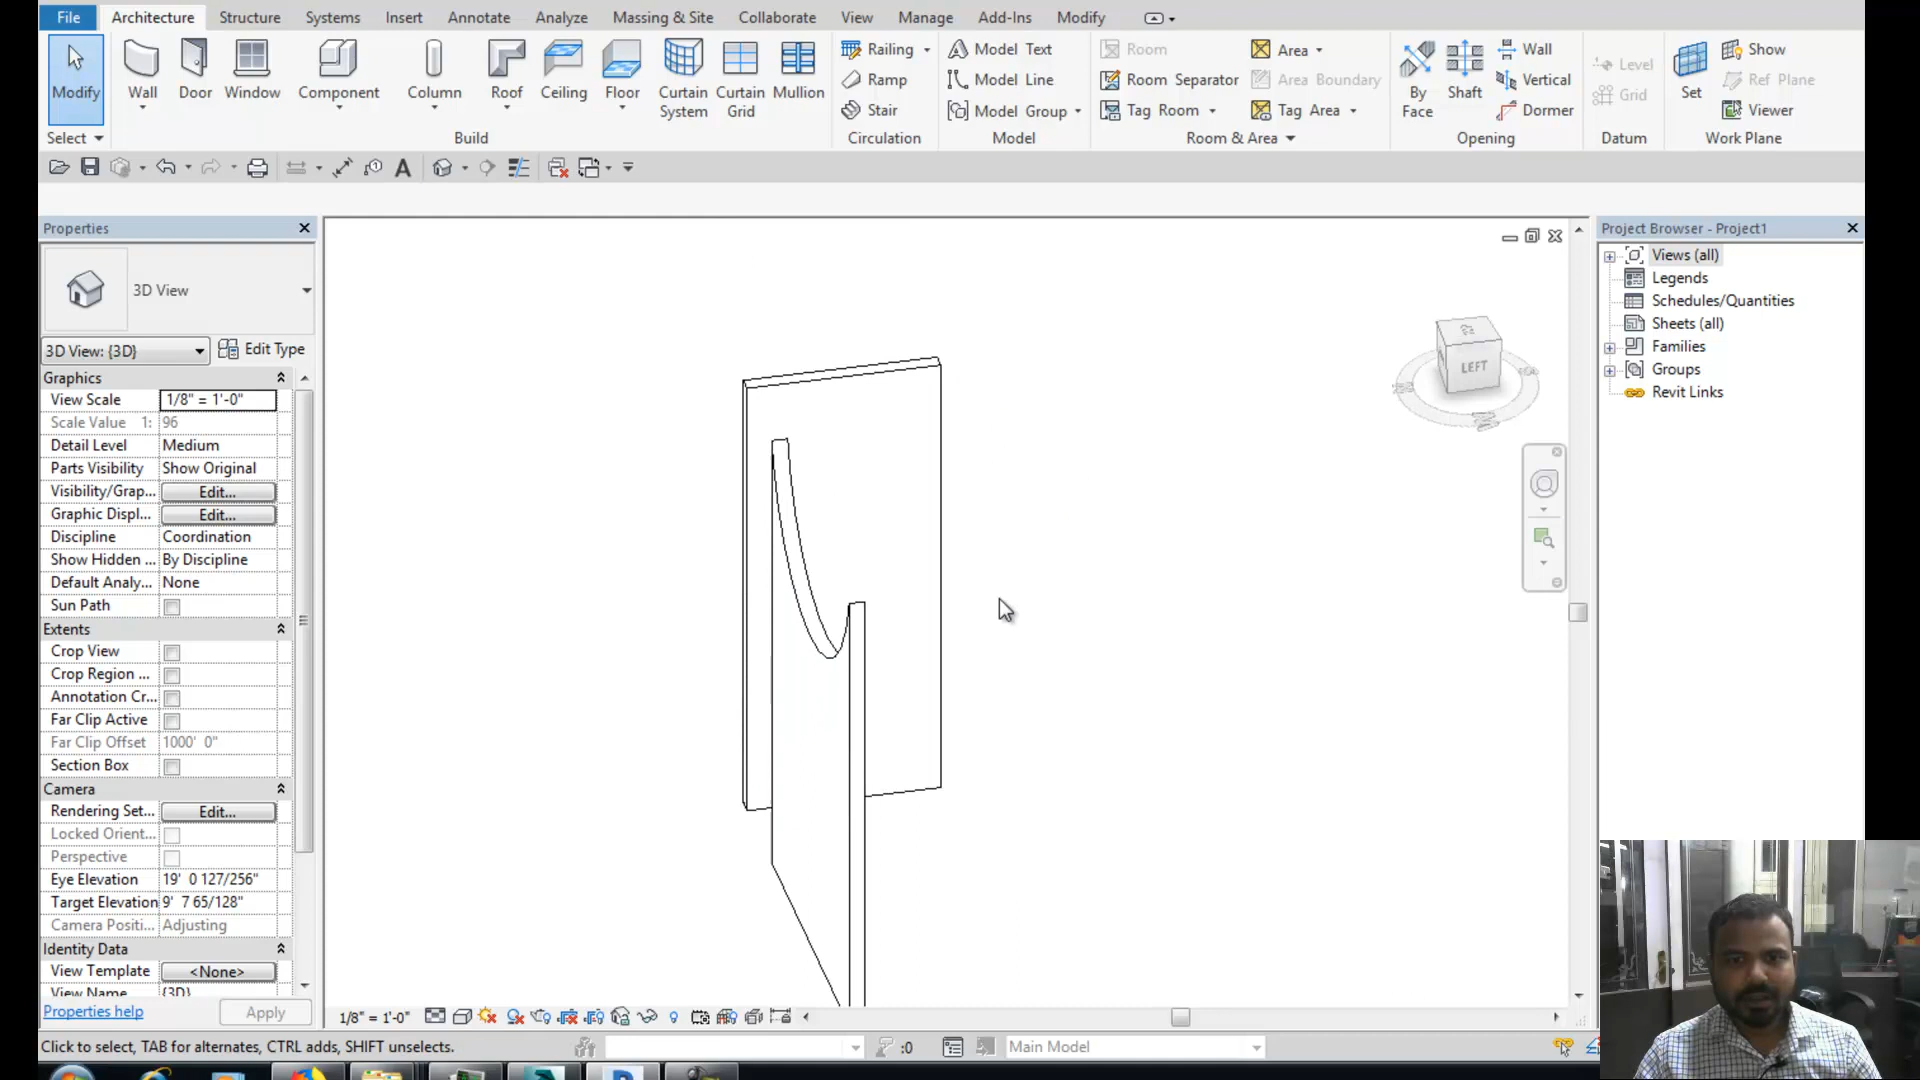 File Architecture Structure Systems Insert Annotate Analyze Massing & Site Collaborate View Manage Add-Ins Modify
Modify Wall Door Window Component Column Roof Ceiling Floor Curtain System Curtain Grid Mullion
Railing Ramp Stair
Model Text Model Line Model Group
Room Room Separator Tag Room Area Area Boundary Tag Area
By Face Shaft Wall Vertical Dormer
Level Grid
Set Show Ref Plane Viewer
Select Build Circulation Model Room & Area Opening Datum Work Plane
A
Properties
3D View
3D View: {3D} Edit Type
Graphics
View Scale 1/8" = 1'-0"
Scale Value 1: 96
Detail Level Medium
Parts Visibility Show Original
Visibility/Grap... Edit...
Graphic Displ... Edit...
Discipline Coordination
Show Hidden ... By Discipline
Default Analy... None
Sun Path
Extents
Crop View
Crop Region ...
Annotation Cr...
Far Clip Active
Far Clip Offset 1000' 0"
Section Box
Camera
Rendering Set... Edit...
Locked Orient...
Perspective
Eye Elevation 19' 0 127/256"
Target Elevation 9' 7 65/128"
Camera Positi... Adjusting
Identity Data
View Template <None>
View Name {3D}
Properties help Apply
LEFT
1/8" = 1'-0"
Project Browser - Project1
Views (all)
Legends
Schedules/Quantities
Sheets (all)
Families
Groups
Revit Links
Click to select, TAB for alternates, CTRL adds, SHIFT unselects. :0 Main Model